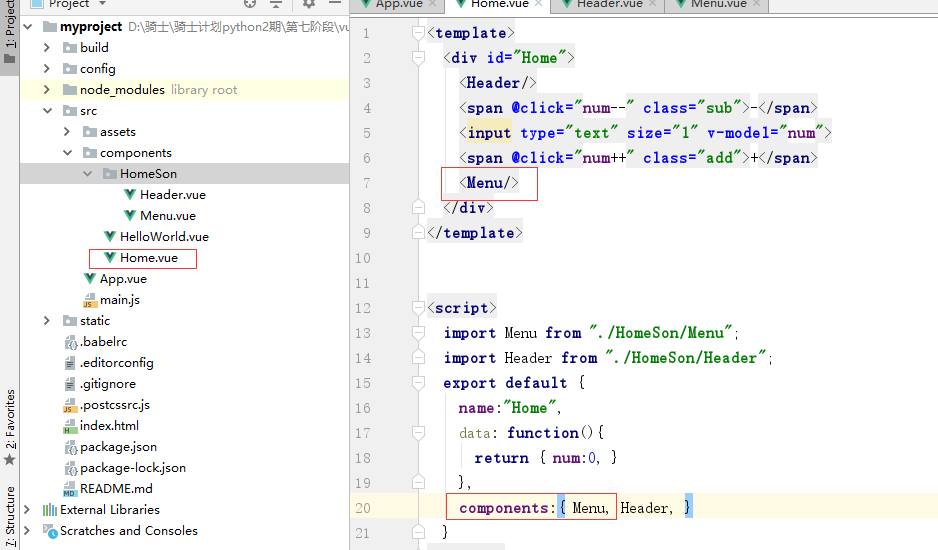 Project
App.vue
Home.vue
Header.vue
Menu.vue
1: Project
myproject D:\骑士\骑士计划python2期\第七阶段\vu
build
config
node_modules library root
src
assets
components
HomeSon
Header.vue
Menu.vue
HelloWorld.vue
Home.vue
App.vue
main.js
static
.babelrc
.editorconfig
.gitignore
.postcssrc.js
index.html
package.json
package-lock.json
README.md
External Libraries
Scratches and Consoles
2: Favorites
7: Structure
1 <template>
2 <div id="Home">
3 <Header/>
4 <span @click="num--" class="sub">-</span>
5 <input type="text" size="1" v-model="num">
6 <span @click="num++" class="add">+</span>
7 <Menu/>
8 </div>
9 </template>
10
11
12 <script>
13 import Menu from "./HomeSon/Menu";
14 import Header from "./HomeSon/Header";
15 export default {
16 name:"Home",
17 data: function(){
18 return { num:0, }
19 },
20 components:{ Menu, Header, }
21 }